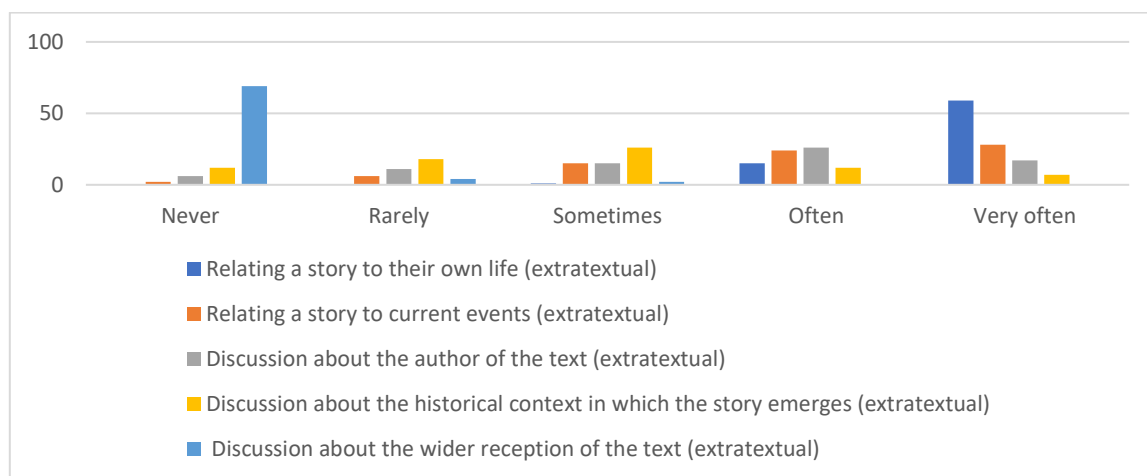 100
50
0
Never Rarely Sometimes Often Very often
Relating a story to their own life (extratextual)
Relating a story to current events (extratextual)
Discussion about the author of the text (extratextual)
Discussion about the historical context in which the story emerges (extratextual)
Discussion about the wider reception of the text (extratextual)